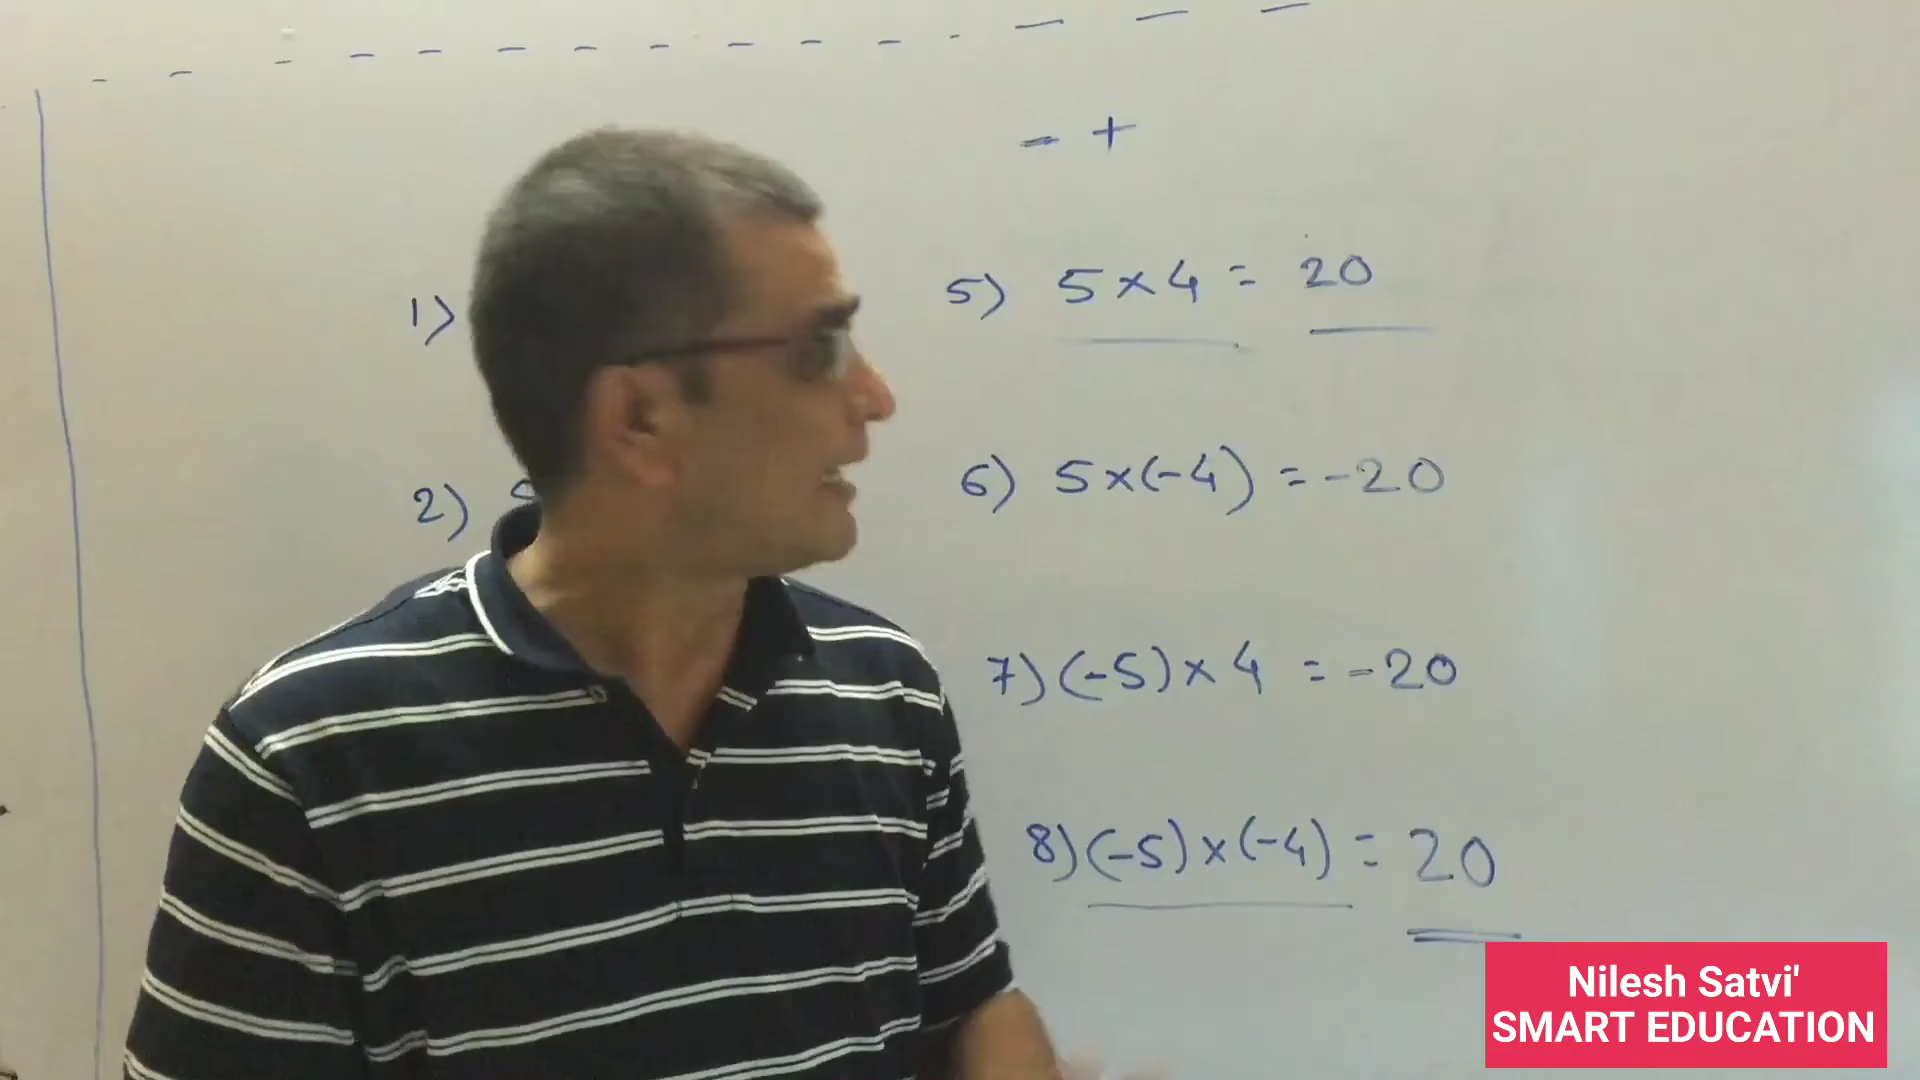 - +
1)
2)
5) 5 × 4 = 20
6) 5 × (-4) = -20
7) (-5) × 4 = -20
8) (-5) × (-4) = 20
Nilesh Satvi'
SMART EDUCATION